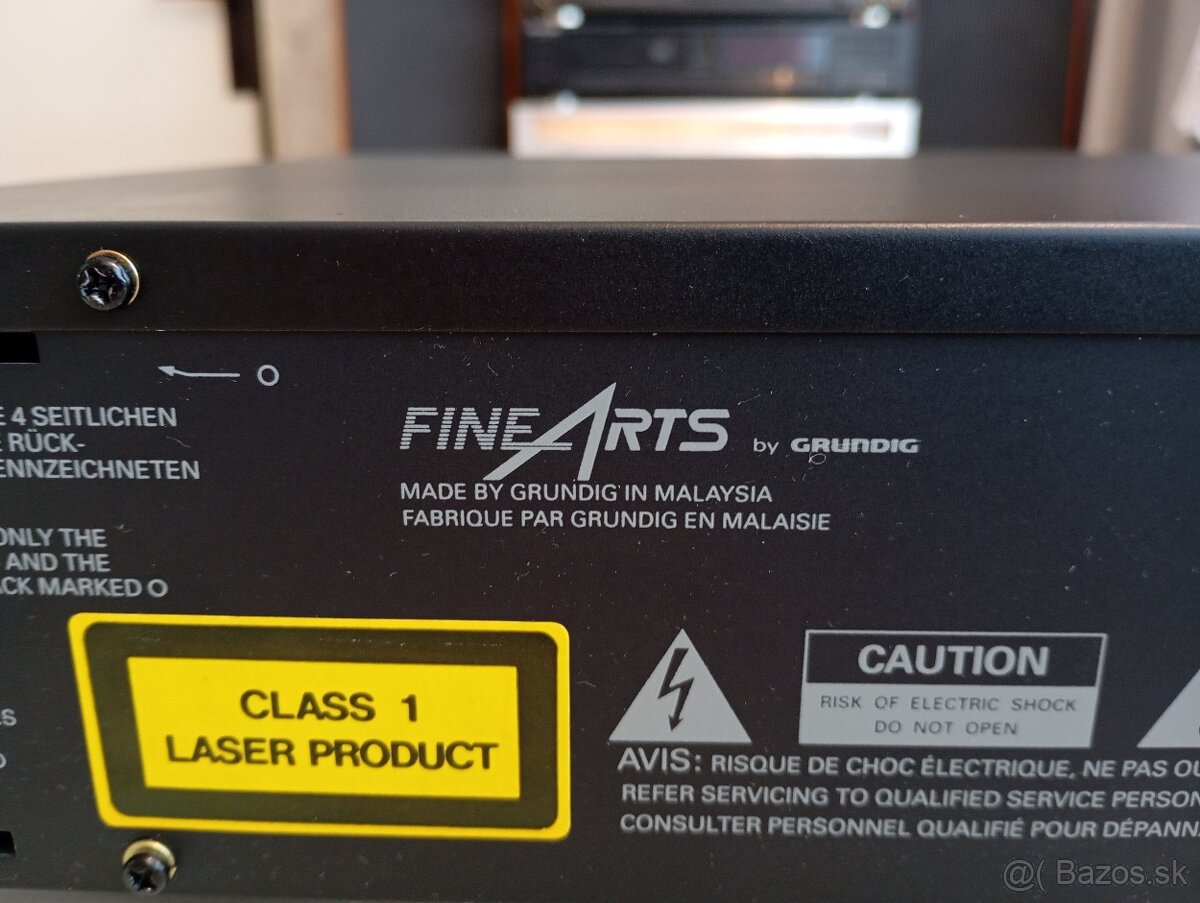 O
E 4 SEITLICHEN
E RÜCK-
ENNZEICHNETEN
ONLY THE
AND THE
ACK MARKED O
FINE ARTS by GRUNDIG
MADE BY GRUNDIG IN MALAYSIA
FABRIQUE PAR GRUNDIG EN MALAISIE
CLASS 1
LASER PRODUCT
CAUTION
RISK OF ELECTRIC SHOCK
DO NOT OPEN
AVIS: RISQUE DE CHOC ÉLECTRIQUE, NE PAS OU
REFER SERVICING TO QUALIFIED SERVICE PERSON
CONSULTER PERSONNEL QUALIFIÉ POUR DÉPANN
@( Bazos.sk